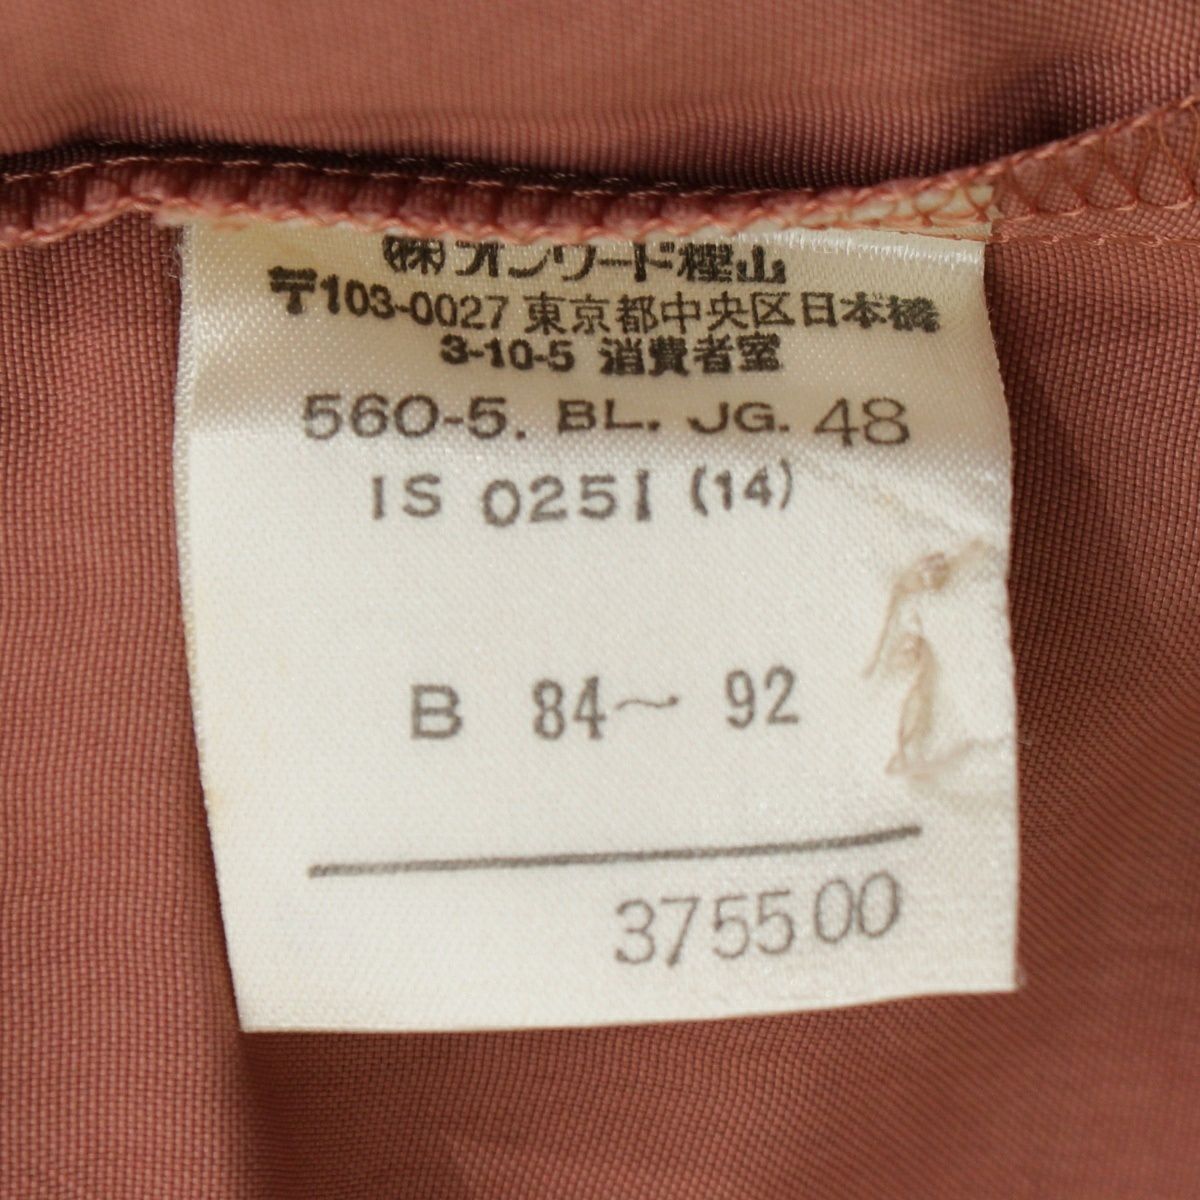 (株)オンワード樫山
〒103-0027 東京都中央区日本橋
3-10-5 消費者室
560-5. BL. JG. 48
IS 0251 (14)
B 84～ 92
375500